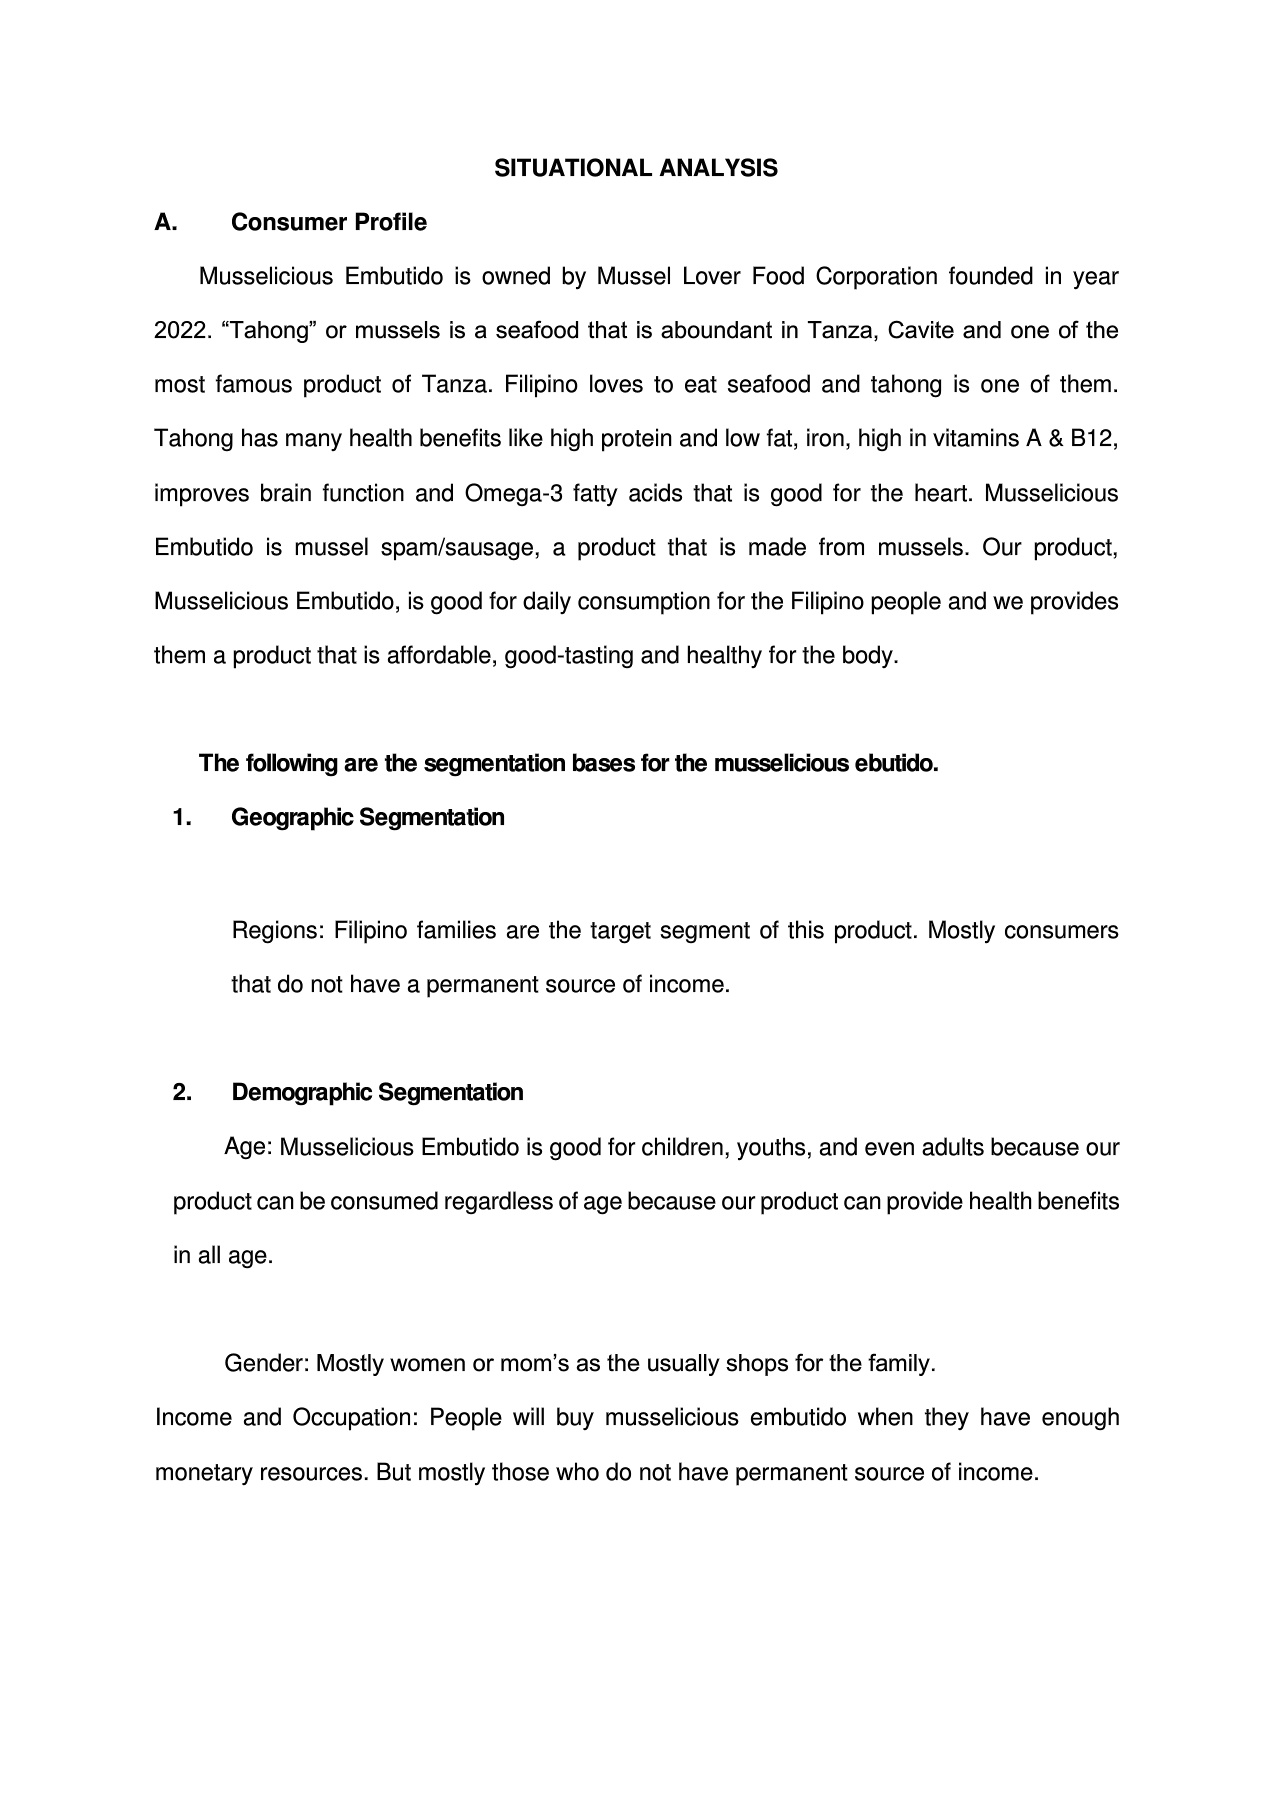 SITUATIONAL ANALYSIS
A. Consumer Profile
Musselicious Embutido is owned by Mussel Lover Food Corporation founded in year
2022. “Tahong” or mussels is a seafood that is aboundant in Tanza, Cavite and one of the
most famous product of Tanza. Filipino loves to eat seafood and tahong is one of them.
Tahong has many health benefits like high protein and low fat, iron, high in vitamins A & B12,
improves brain function and Omega-3 fatty acids that is good for the heart. Musselicious
Embutido is mussel spam/sausage, a product that is made from mussels. Our product,
Musselicious Embutido, is good for daily consumption for the Filipino people and we provides
them a product that is affordable, good-tasting and healthy for the body.
The following are the segmentation bases for the musselicious ebutido.
1. Geographic Segmentation
Regions: Filipino families are the target segment of this product. Mostly consumers
that do not have a permanent source of income.
2. Demographic Segmentation
Age: Musselicious Embutido is good for children, youths, and even adults because our
product can be consumed regardless of age because our product can provide health benefits
in all age.
Gender: Mostly women or mom’s as the usually shops for the family.
Income and Occupation: People will buy musselicious embutido when they have enough
monetary resources. But mostly those who do not have permanent source of income.